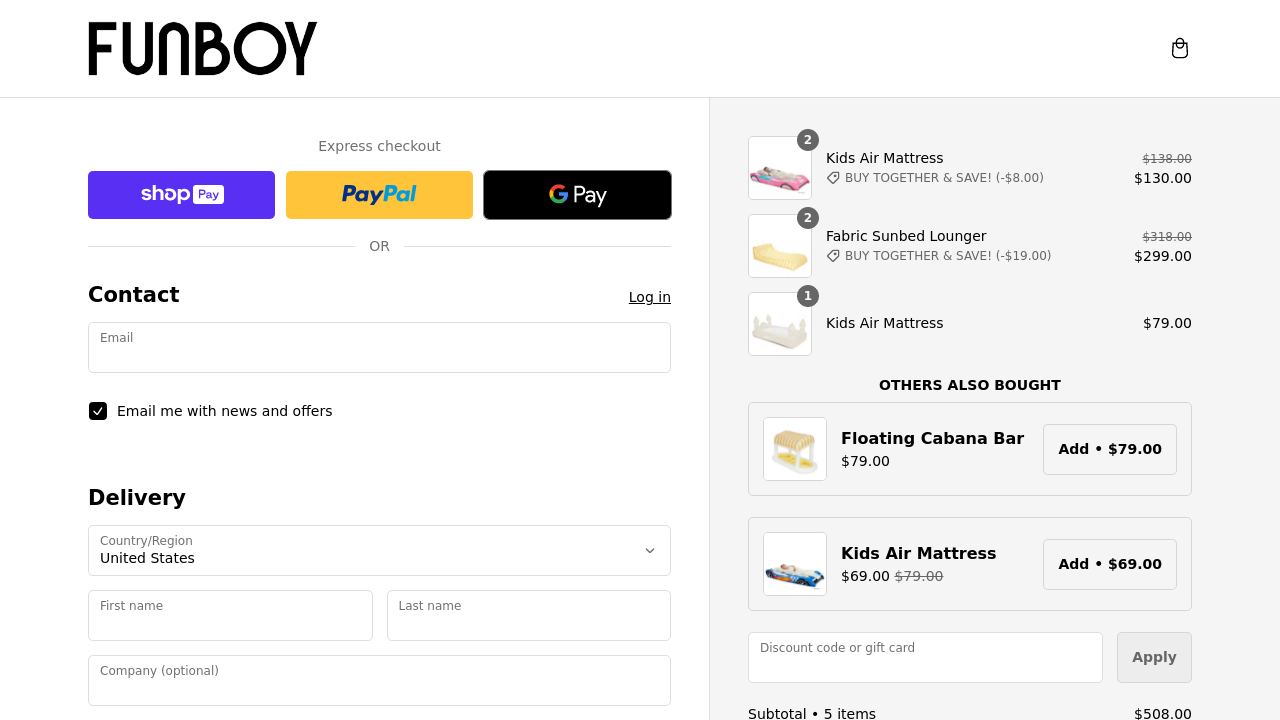 FUNBOY
Express checkout
shop Pay
PayPal
G Pay
OR
Contact
Log in
Email
Email me with news and offers
Delivery
Country/Region
United States
First name
Last name
Company (optional)
2
Kids Air Mattress
$138.00
BUY TOGETHER & SAVE! (-$8.00)
$130.00
2
Fabric Sunbed Lounger
$318.00
BUY TOGETHER & SAVE! (-$19.00)
$299.00
1
Kids Air Mattress
$79.00
OTHERS ALSO BOUGHT
Floating Cabana Bar
$79.00
Add • $79.00
Kids Air Mattress
$69.00 $79.00
Add • $69.00
Discount code or gift card
Apply
Subtotal • 5 items
$508.00